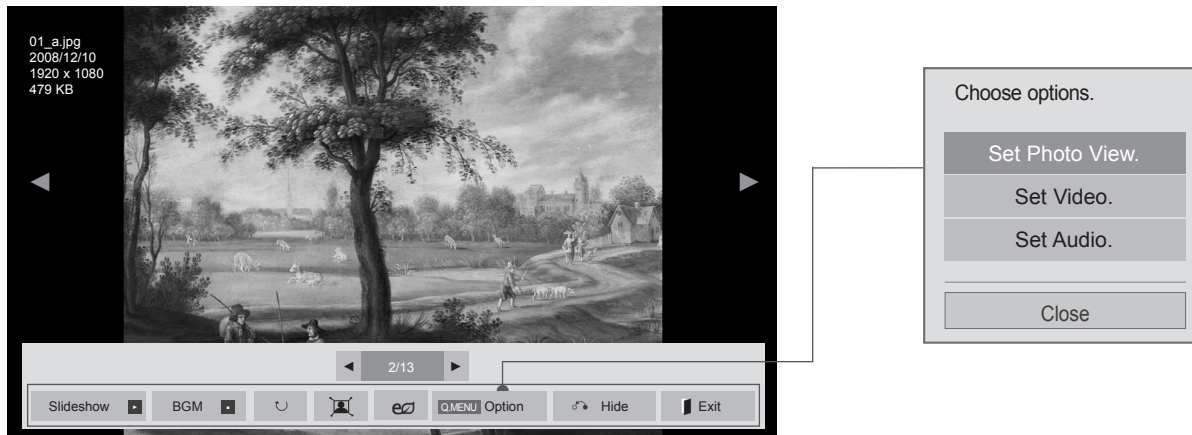 01_a.jpg
2008/12/10
1920 x 1080
479 KB
2/13
Slideshow
BGM
Q.MENU Option
Hide
Exit
Choose options.
Set Photo View.
Set Video.
Set Audio.
Close